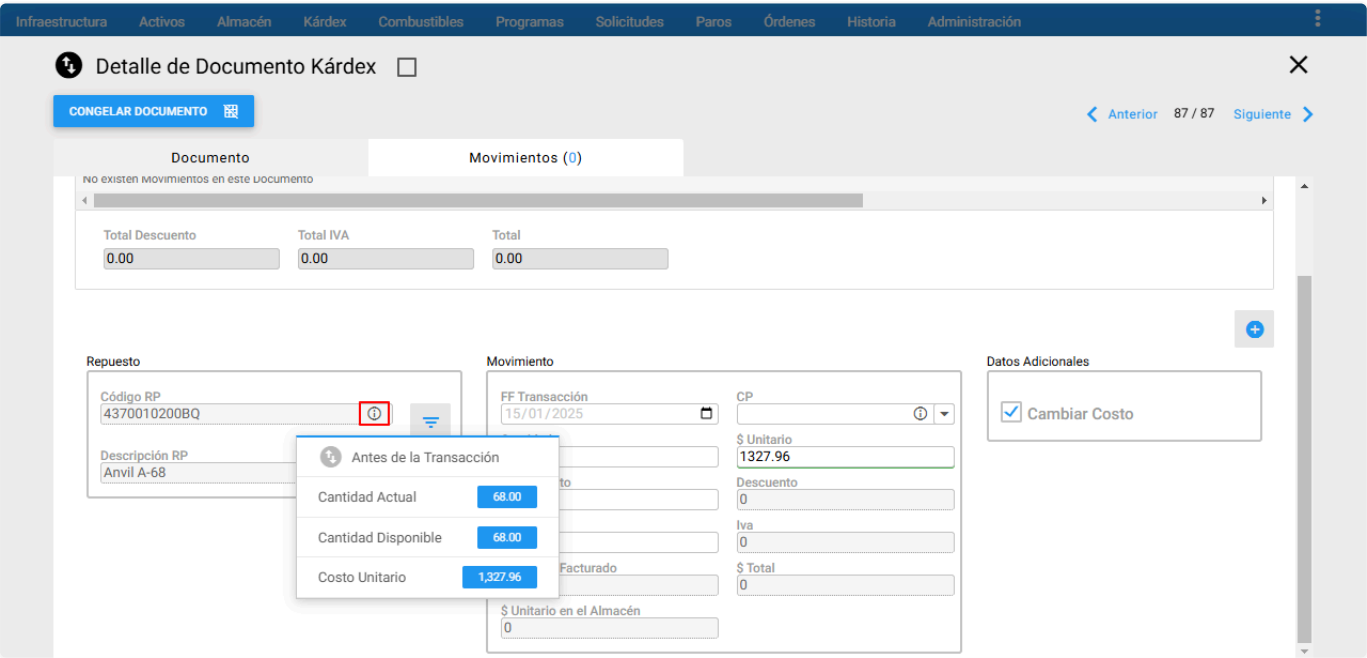 Infraestructura Activos Almacén Kárdex Combustibles Programas Solicitudes Paros Órdenes Historia Administración
Detalle de Documento Kárdex
CONGELAR DOCUMENTO
Anterior 87 / 87 Siguiente
Documento Movimientos (0)
No existen Movimientos en este Documento
Total Descuento Total IVA Total
0.00 0.00 0.00
Repuesto Movimiento Datos Adicionales
Código RP FF Transacción CP
4370010200BQ 15/01/2025 Cambiar Costo
$ Unitario
Descripción RP Antes de la Transacción 1327.96
Anvil A-68
to Descuento
Cantidad Actual 68.00 0
Iva
Cantidad Disponible 68.00 0
Facturado $ Total
Costo Unitario 1,327.96 0
$ Unitario en el Almacén
0